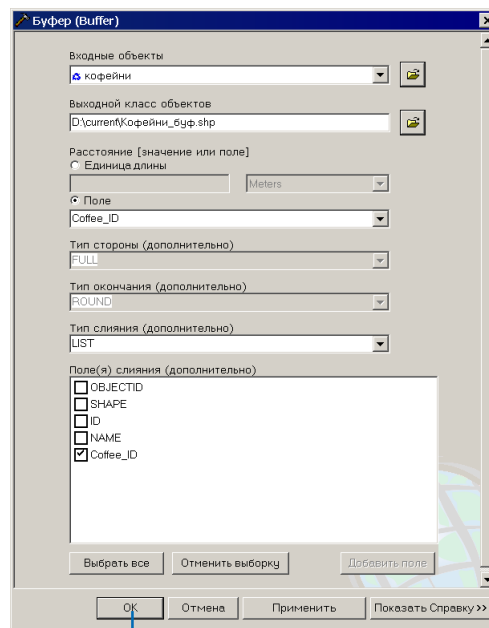 Буфер (Buffer)
Входные объекты
кофейни
Выходной класс объектов
D:\current\Кофейни_буф.shp
Расстояние [значение или поле]
Единица длины
Meters
Поле
Coffee_ID
Тип стороны (дополнительно)
FULL
Тип окончания (дополнительно)
ROUND
Тип слияния (дополнительно)
LIST
Поле(я) слияния (дополнительно)
OBJECTID
SHAPE
ID
NAME
Coffee_ID
Выбрать все Отменить выборку Добавить поле
OK Отмена Применить Показать Справку >>